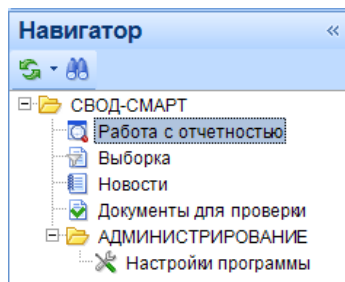 Навигатор «
СВОД-СМАРТ
Работа с отчетностью
Выборка
Новости
Документы для проверки
АДМИНИСТРИРОВАНИЕ
Настройки программы